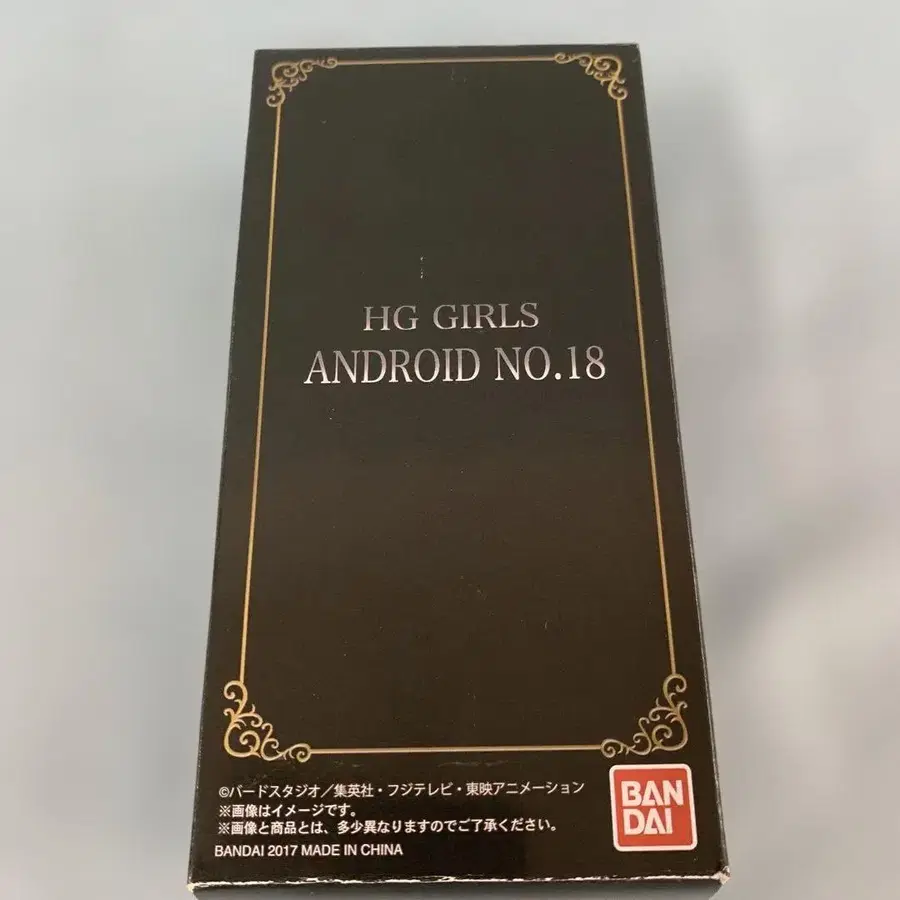 HG GIRLS
ANDROID NO.18
©バードスタジオ／集英社・フジテレビ・東映アニメーション
※画像はイメージです。
※画像と商品とは、多少異なりますのでご了承ください。
BANDAI 2017 MADE IN CHINA
BAN
DAI